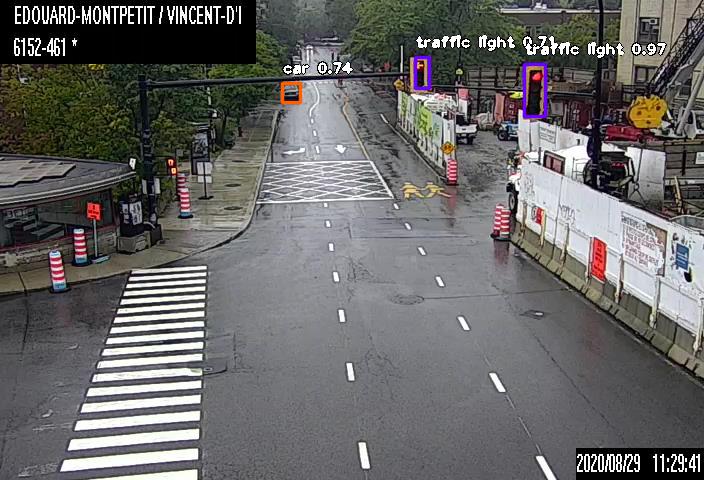 EDOUARD-MONTPETIT / VINCENT-D'I
6152-461 *
car 0.74
traffic light 0.71
traffic light 0.97
2020/08/29 11:29:41